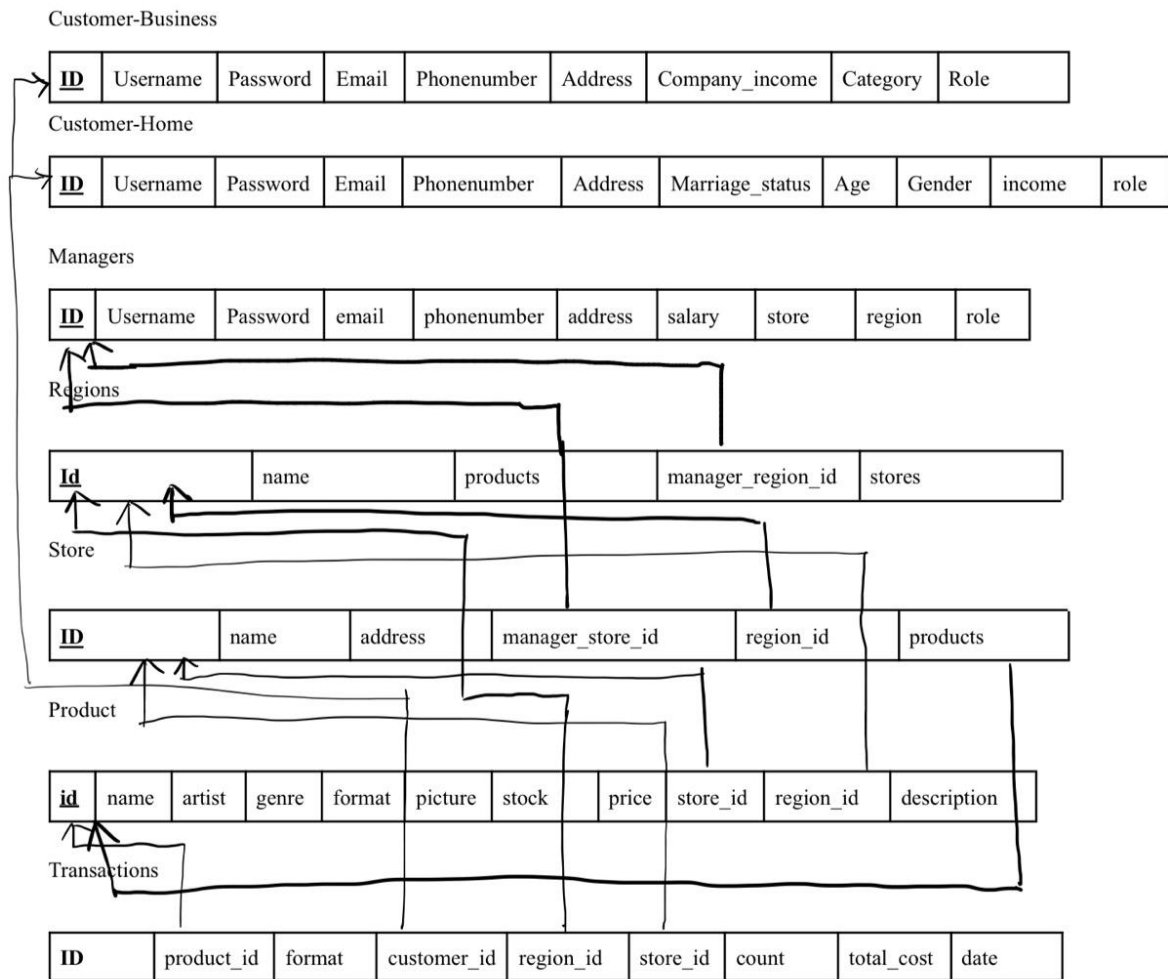 Customer-Business
ID Username Password Email Phonenumber Address Company_income Category Role
Customer-Home
ID Username Password Email Phonenumber Address Marriage_status Age Gender income role
Managers
ID Username Password email phonenumber address salary store region role
Regions
Id name products manager_region_id stores
Store
ID name address manager_store_id region_id products
Product
id name artist genre format picture stock price store_id region_id description
Transactions
ID product_id format customer_id region_id store_id count total_cost date